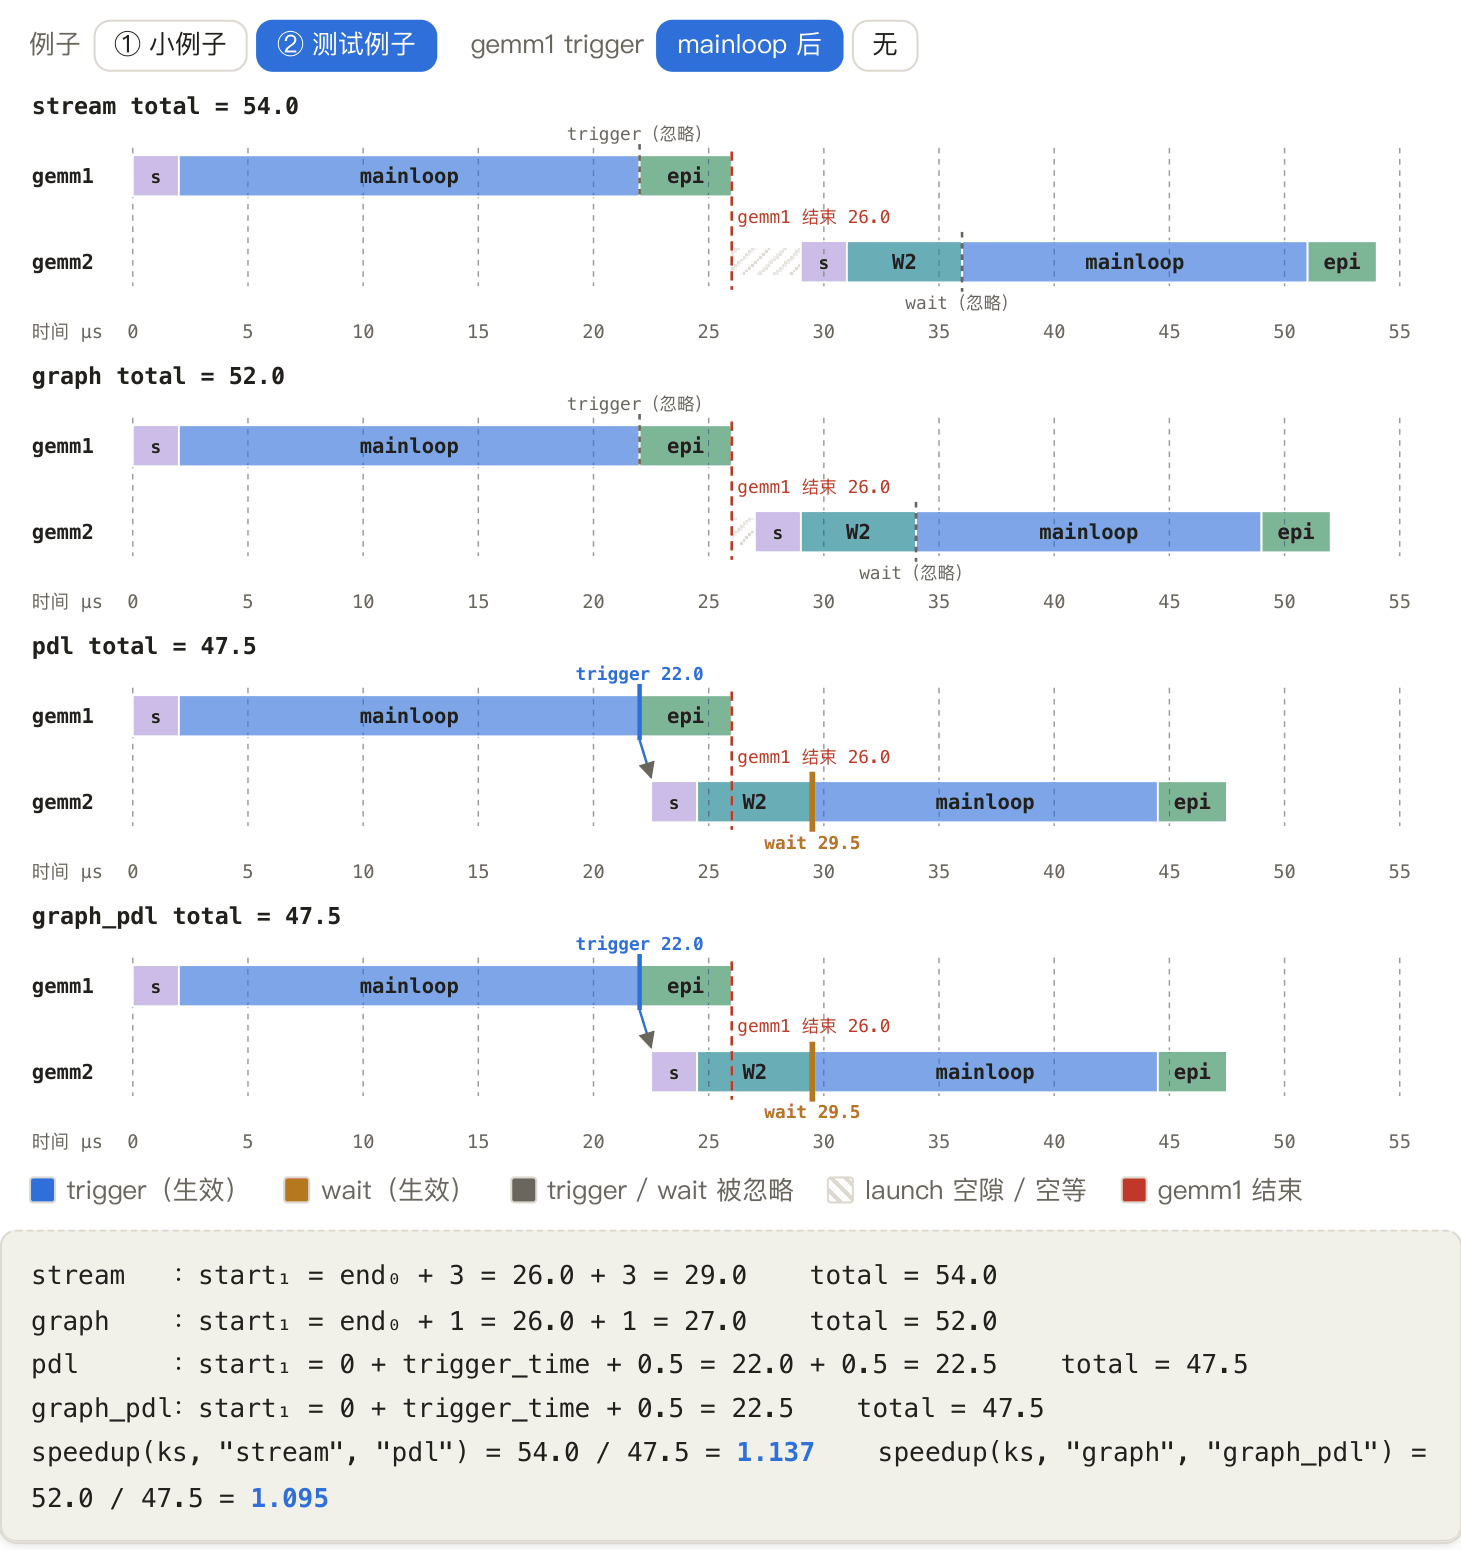 例子 ① 小例子 ② 测试例子 gemm1 trigger mainloop 后 无
stream total = 54.0
trigger（忽略）
gemm1 s mainloop epi
gemm1 结束 26.0
gemm2 s W2 mainloop epi
wait（忽略）
时间 μs 0 5 10 15 20 25 30 35 40 45 50 55
graph total = 52.0
trigger（忽略）
gemm1 s mainloop epi
gemm1 结束 26.0
gemm2 s W2 mainloop epi
wait（忽略）
时间 μs 0 5 10 15 20 25 30 35 40 45 50 55
pdl total = 47.5
trigger 22.0
gemm1 s mainloop epi
gemm1 结束 26.0
gemm2 s W2 mainloop epi
wait 29.5
时间 μs 0 5 10 15 20 25 30 35 40 45 50 55
graph_pdl total = 47.5
trigger 22.0
gemm1 s mainloop epi
gemm1 结束 26.0
gemm2 s W2 mainloop epi
wait 29.5
时间 μs 0 5 10 15 20 25 30 35 40 45 50 55
trigger（生效） wait（生效） trigger / wait 被忽略 launch 空隙 / 空等 gemm1 结束
stream ：start₁ = end₀ + 3 = 26.0 + 3 = 29.0 total = 54.0
graph ：start₁ = end₀ + 1 = 26.0 + 1 = 27.0 total = 52.0
pdl ：start₁ = 0 + trigger_time + 0.5 = 22.0 + 0.5 = 22.5 total = 47.5
graph_pdl：start₁ = 0 + trigger_time + 0.5 = 22.5 total = 47.5
speedup(ks, "stream", "pdl") = 54.0 / 47.5 = 1.137 speedup(ks, "graph", "graph_pdl") =
52.0 / 47.5 = 1.095